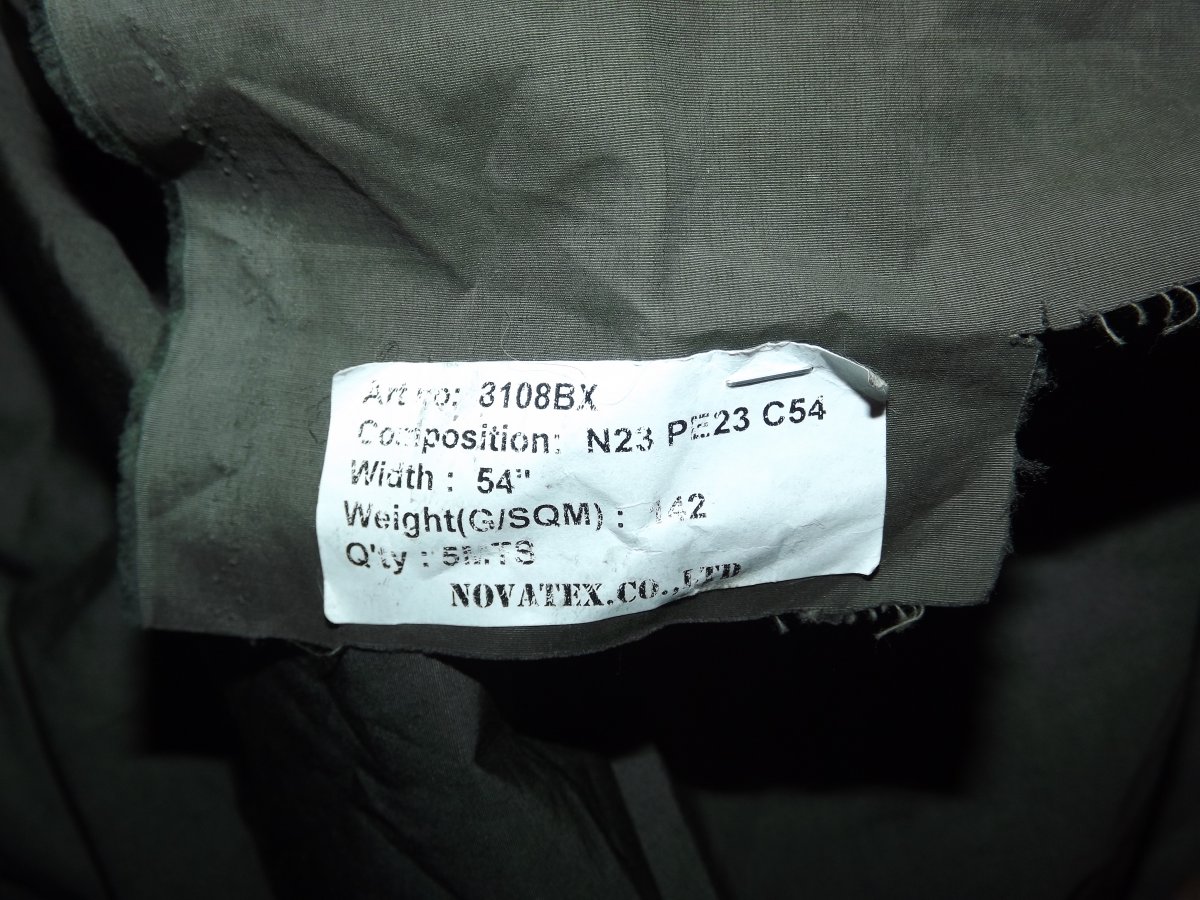 Art no: 3108BX
Composition: N23 PE23 C54
Width : 54"
Weight(G/SQM) : 142
Q'ty : 5MTS
NOVATEX.CO.,LTD